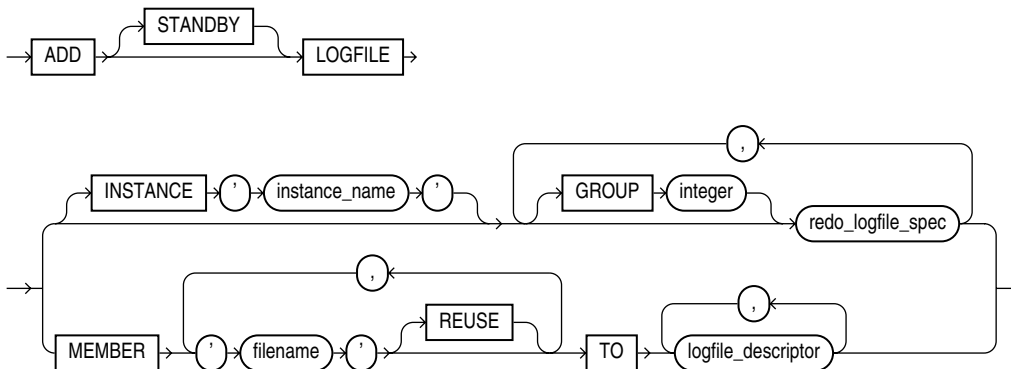 STANDBY
ADD LOGFILE
,
INSTANCE ' instance_name ' GROUP integer
redo_logfile_spec
, ,
REUSE
MEMBER ' filename ' TO logfile_descriptor